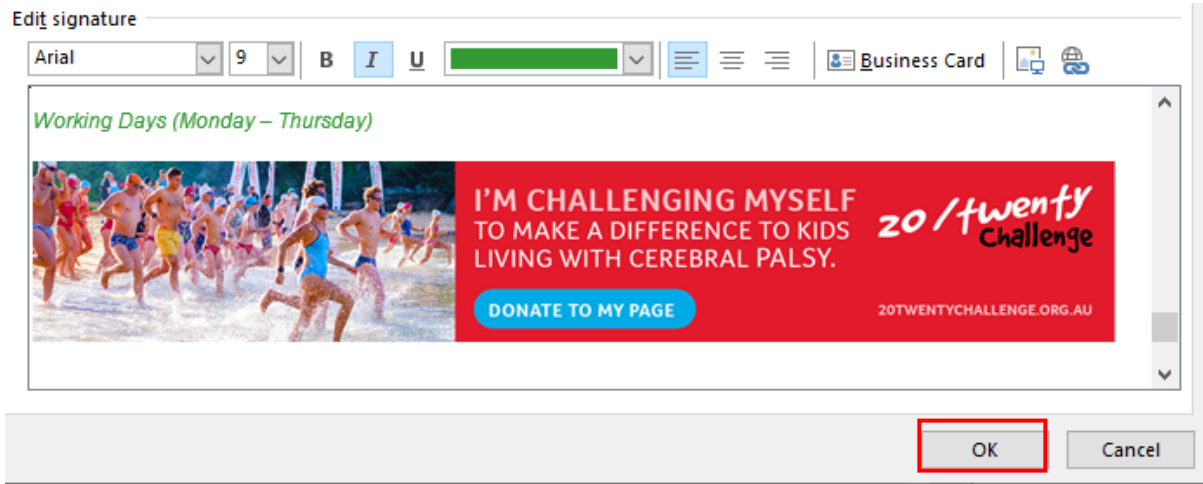 Edit signature
Arial 9 B I U Business Card
Working Days (Monday – Thursday)
I'M CHALLENGING MYSELF
TO MAKE A DIFFERENCE TO KIDS
LIVING WITH CEREBRAL PALSY.
DONATE TO MY PAGE
20/twenty
Challenge
20TWENTYCHALLENGE.ORG.AU
OK Cancel